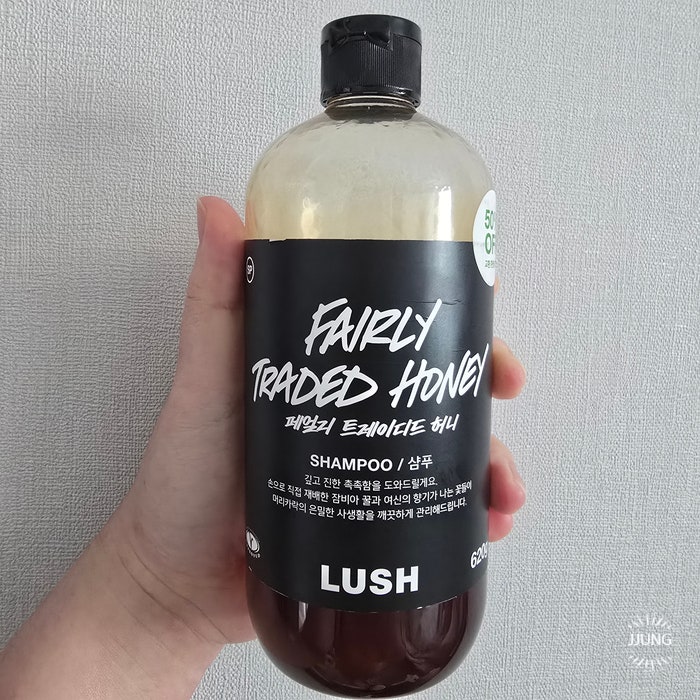 SP
FAIRLY
TRADED HONEY
페얼리 트레이디드 허니
SHAMPOO / 샴푸
깊고 진한 촉촉함을 도와드릴게요.
손으로 직접 재배한 잠비아 꿀과 여신의 향기가 나는 꽃들이
머리카락의 은밀한 사생활을 깨끗하게 관리해드립니다.
620g
LUSH
JJUNG